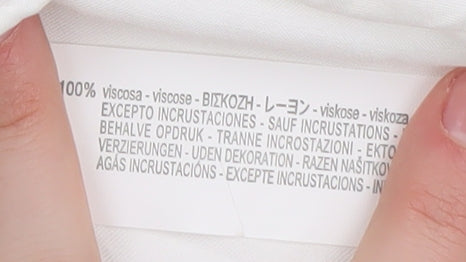 100% viscosa - viscose - ΒΙΣΚΟΖΗ - レーヨン - viskose - viskoza
EXCEPTO INCRUSTACIONES - SAUF INCRUSTATIONS -
BEHALVE OPDRUK - TRANNE INCROSTAZIONI - EKTO
VERZIERUNGEN - UDEN DEKORATION - RAZEN NAŠITKOV
AGÁS INCRUSTACIÓNS - EXCEPTE INCRUSTACIONS - IN